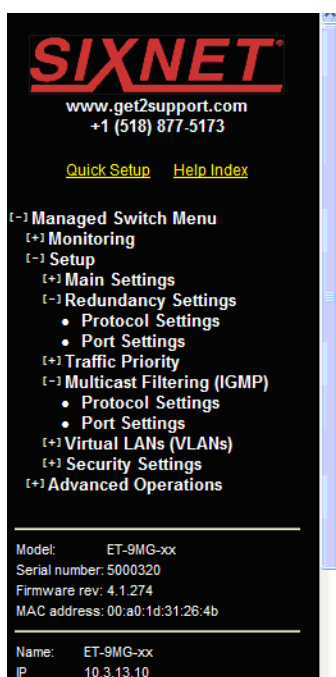 SIXNET
www.get2support.com
+1 (518) 877-5173
Quick Setup Help Index
[-] Managed Switch Menu
[+] Monitoring
[-] Setup
[+] Main Settings
[-] Redundancy Settings
• Protocol Settings
• Port Settings
[+] Traffic Priority
[-] Multicast Filtering (IGMP)
• Protocol Settings
• Port Settings
[+] Virtual LANs (VLANs)
[+] Security Settings
[+] Advanced Operations
Model: ET-9MG-xx
Serial number: 5000320
Firmware rev: 4.1.274
MAC address: 00:a0:1d:31:26:4b
Name: ET-9MG-xx
IP 10.3.13.10